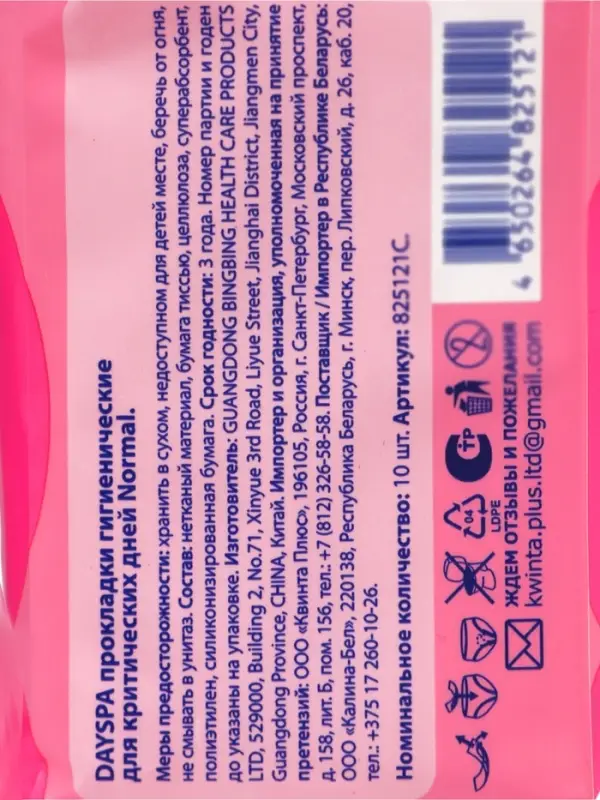 DAYSPA прокладки гигиенические
для критических дней Normal.
Меры предосторожности: хранить в сухом, недоступном для детей месте, беречь от огня,
не смывать в унитаз. Состав: нетканый материал, бумага тиссью, целлюлоза, суперабсорбент,
полиэтилен, силиконизированная бумага. Срок годности: 3 года. Номер партии и годен
до указаны на упаковке. Изготовитель: GUANGDONG BINGBING HEALTH CARE PRODUCTS
LTD, 529000, Building 2, No.71, Xinyue 3rd Road, Liyue Street, Jianghai District, Jiangmen City,
Guangdong Province, CHINA, Китай. Импортер и организация, уполномоченная на принятие
претензий: ООО «Квинта Плюс», 196105, Россия, г. Санкт-Петербург, Московский проспект,
д. 158, лит. Б, пом. 156, тел.: +7 (812) 326-58-58. Поставщик / Импортер в Республике Беларусь:
ООО «Калина-Бел», 220138, Республика Беларусь, г. Минск, пер. Липковский, д. 26, каб. 20,
тел.: +375 17 260-10-26.
Номинальное количество: 10 шт. Артикул: 825121С.
04
LDPE
ЖДЕМ ОТЗЫВЫ И ПОЖЕЛАНИЯ
kwinta.plus.ltd@gmail.com
4 650264 825121